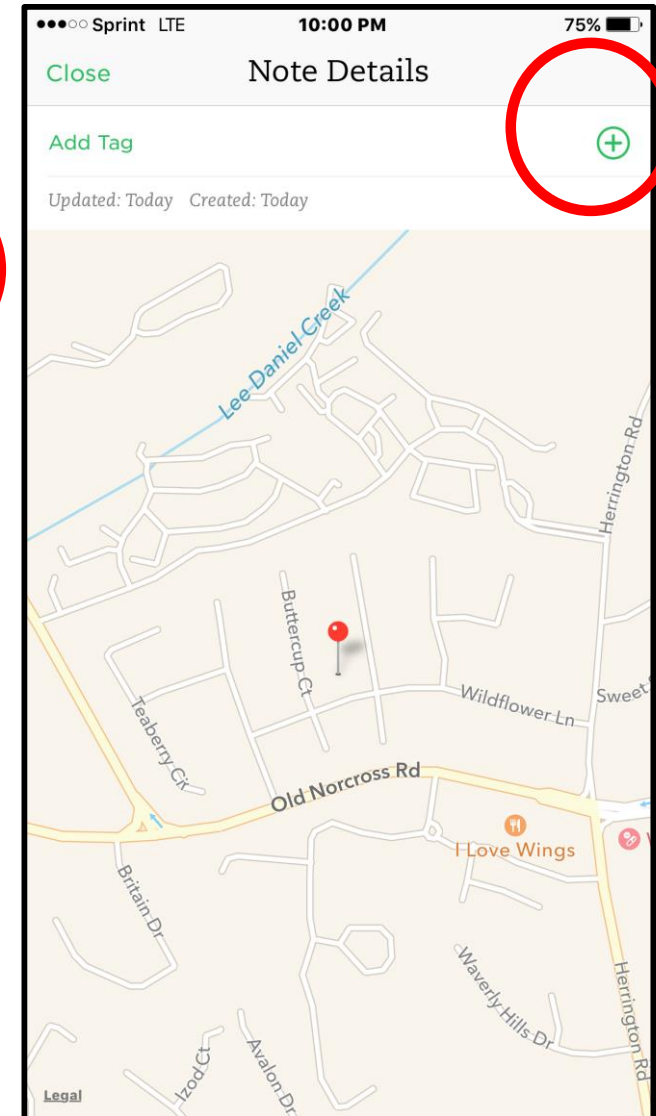 Sprint LTE 10:00 PM 75%
Close Note Details
Add Tag
Updated: Today Created: Today
Lee Daniel Creek
Herrington Rd
Buttercup Ct
Wildflower Ln
Sweet
Teaberry Cir
Old Norcross Rd
I Love Wings
Britain Dr
Waverly Hills Dr
Herrington Rd
Izod Ct
Avalon Dr
Legal